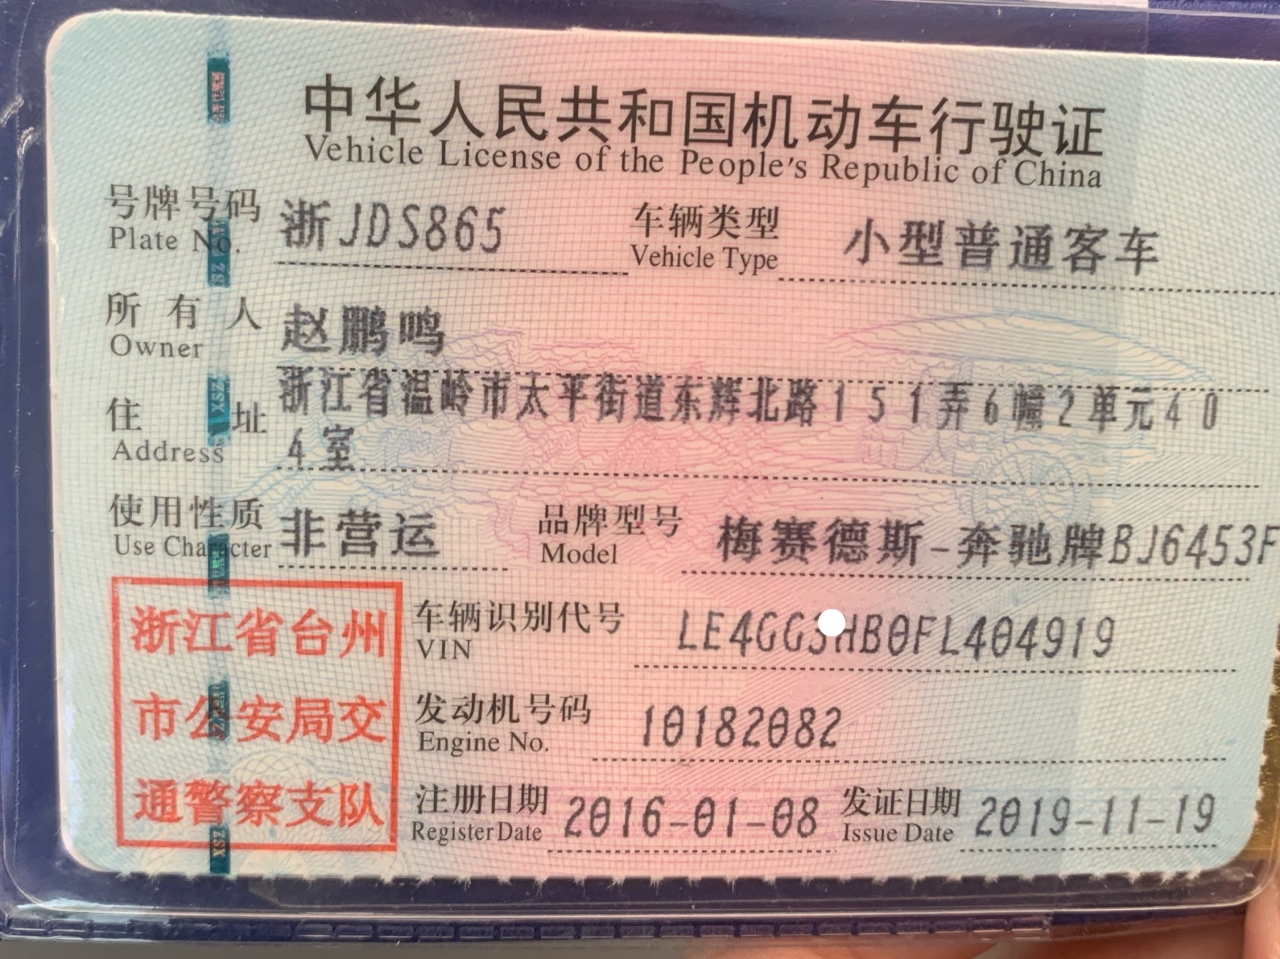 中华人民共和国机动车行驶证
Vehicle License of the People's Republic of China
号牌号码 浙JDS865 车辆类型 小型普通客车
Plate No. Vehicle Type
所有人 赵鹏鸣
Owner
住址 浙江省温岭市太平街道东辉北路151弄6幢2单元40
Address 4室
使用性质 非营运 品牌型号 梅赛德斯-奔驰牌BJ6453F
Use Character Model
浙江省台州
市公安局交
通警察支队
车辆识别代号
VIN
发动机号码 10182082
Engine No.
注册日期 2016-01-08 发证日期 2019-11-19
Register Date Issue Date